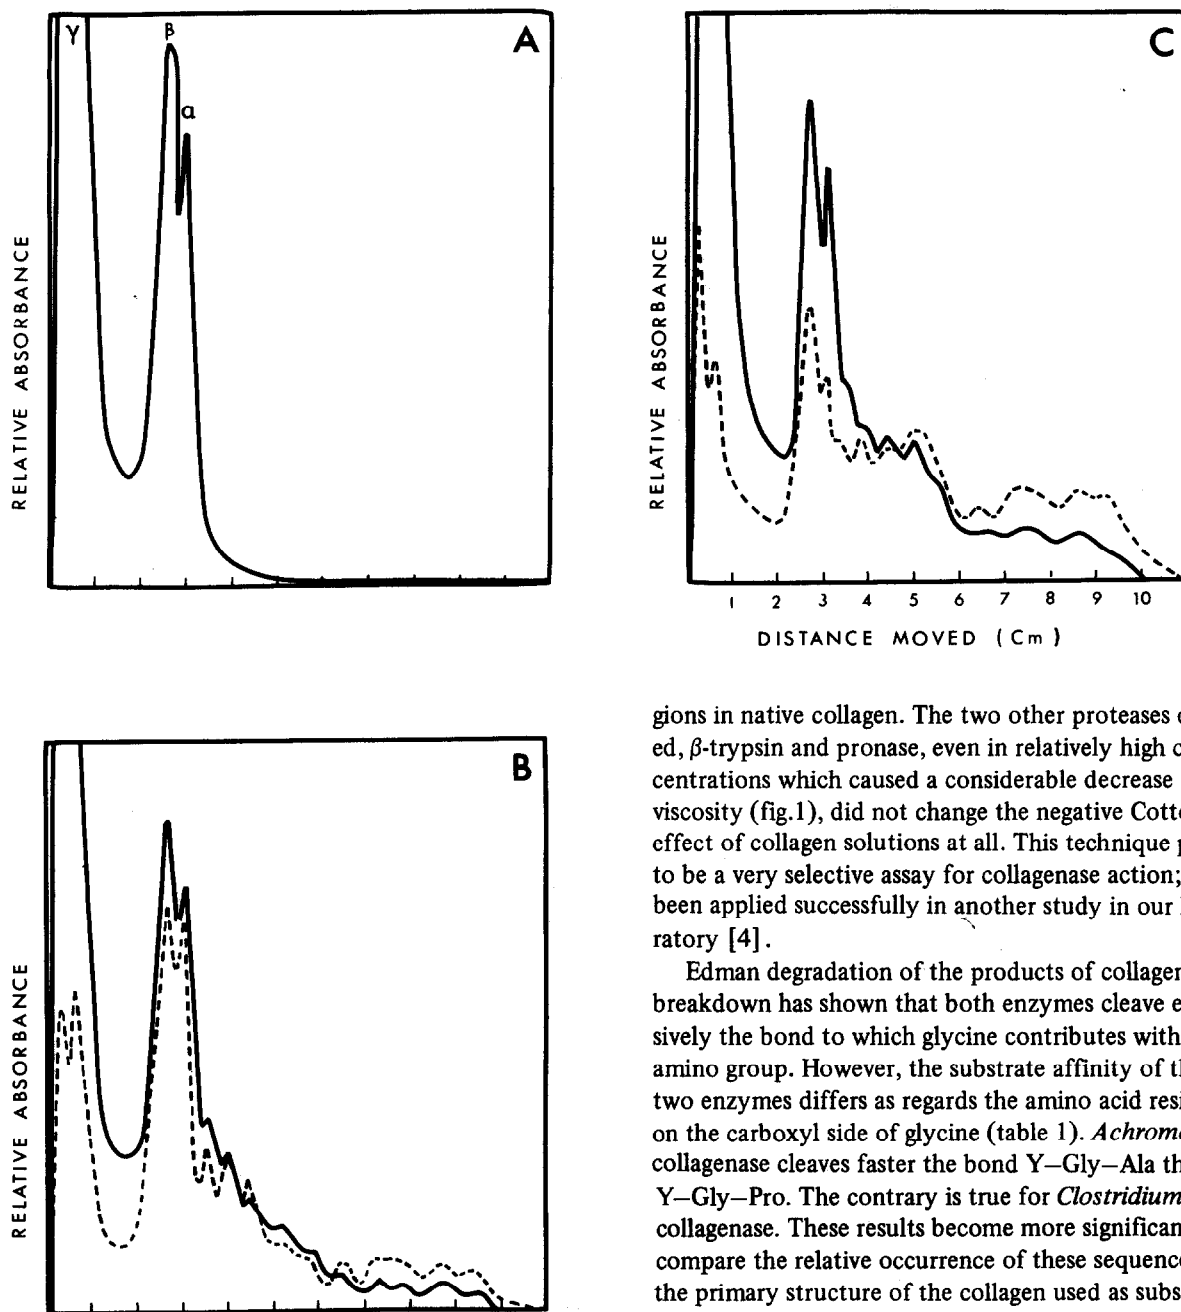 γ
β
α
A
RELATIVE ABSORBANCE
B
RELATIVE ABSORBANCE
C
RELATIVE ABSORBANCE
1 2 3 4 5 6 7 8 9 10
DISTANCE MOVED (Cm)
gions in native collagen. The two other proteases
ed, β-trypsin and pronase, even in relatively high
centrations which caused a considerable decrease
viscosity (fig.1), did not change the negative
effect of collagen solutions at all. This technique
to be a very selective assay for collagenase action;
been applied successfully in another study in our
ratory [4].
Edman degradation of the products of
breakdown has shown that both enzymes cleave
sively the bond to which glycine contributes with
amino group. However, the substrate affinity of
two enzymes differs as regards the amino acid
on the carboxyl side of glycine (table 1).
collagenase cleaves faster the bond Y–Gly–Ala
Y–Gly–Pro. The contrary is true for Clostridium
collagenase. These results become more
compare the relative occurrence of these
the primary structure of the collagen used as